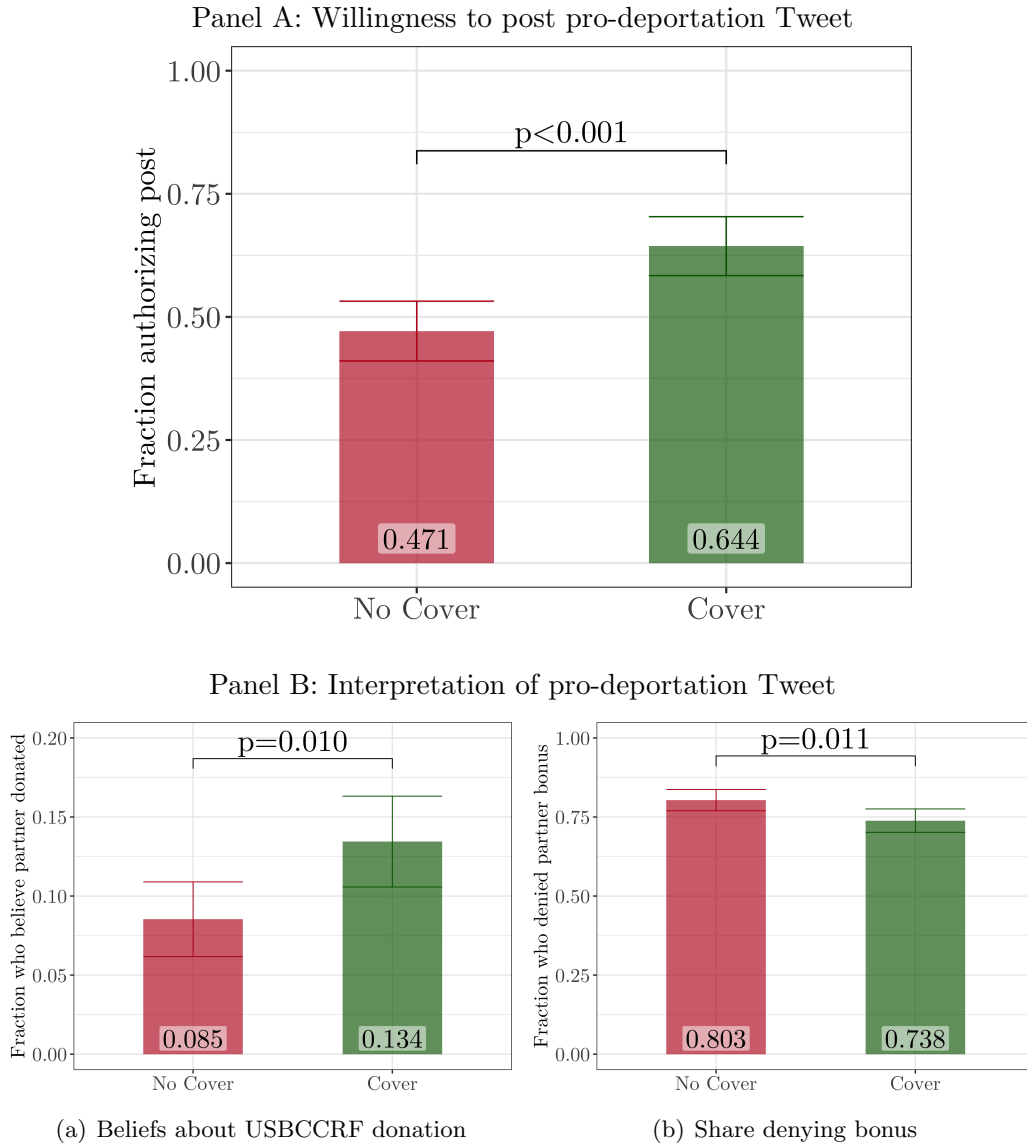 Panel A: Willingness to post pro-deportation Tweet
Fraction authorizing post
1.00
0.75
0.50
0.25
0.00
p<0.001
0.471
0.644
No Cover
Cover
Panel B: Interpretation of pro-deportation Tweet
Fraction who believe partner donated
0.20
0.15
0.10
0.05
0.00
p=0.010
0.085
0.134
No Cover
Cover
(a) Beliefs about USBCCRF donation
Fraction who denied partner bonus
1.00
0.75
0.50
0.25
0.00
p=0.011
0.803
0.738
No Cover
Cover
(b) Share denying bonus